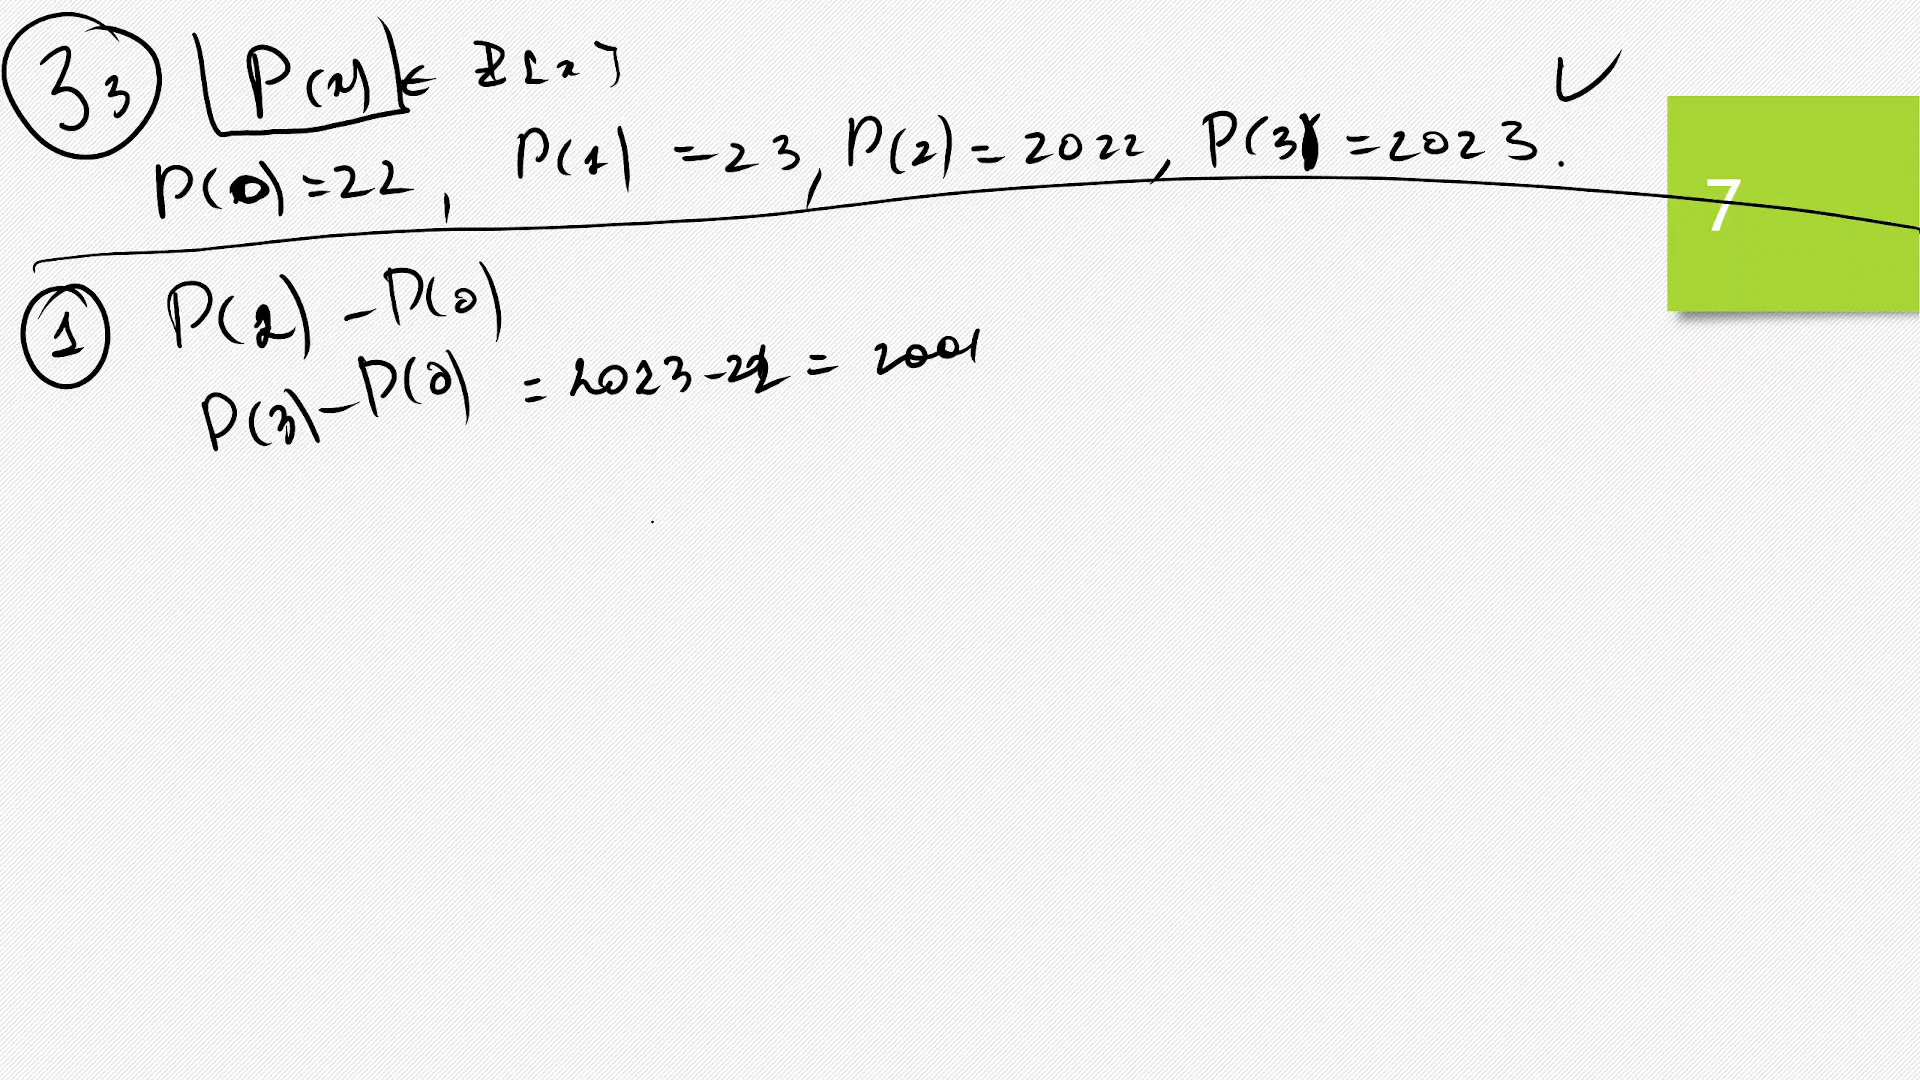 33 P(x) ∈ Z[x]
P(0) = 22, P(1) = 23, P(2) = 2022, P(3) = 2023.
7
1 P(2) - P(0)
P(3) - P(0) = 2023 - 22 = 2001